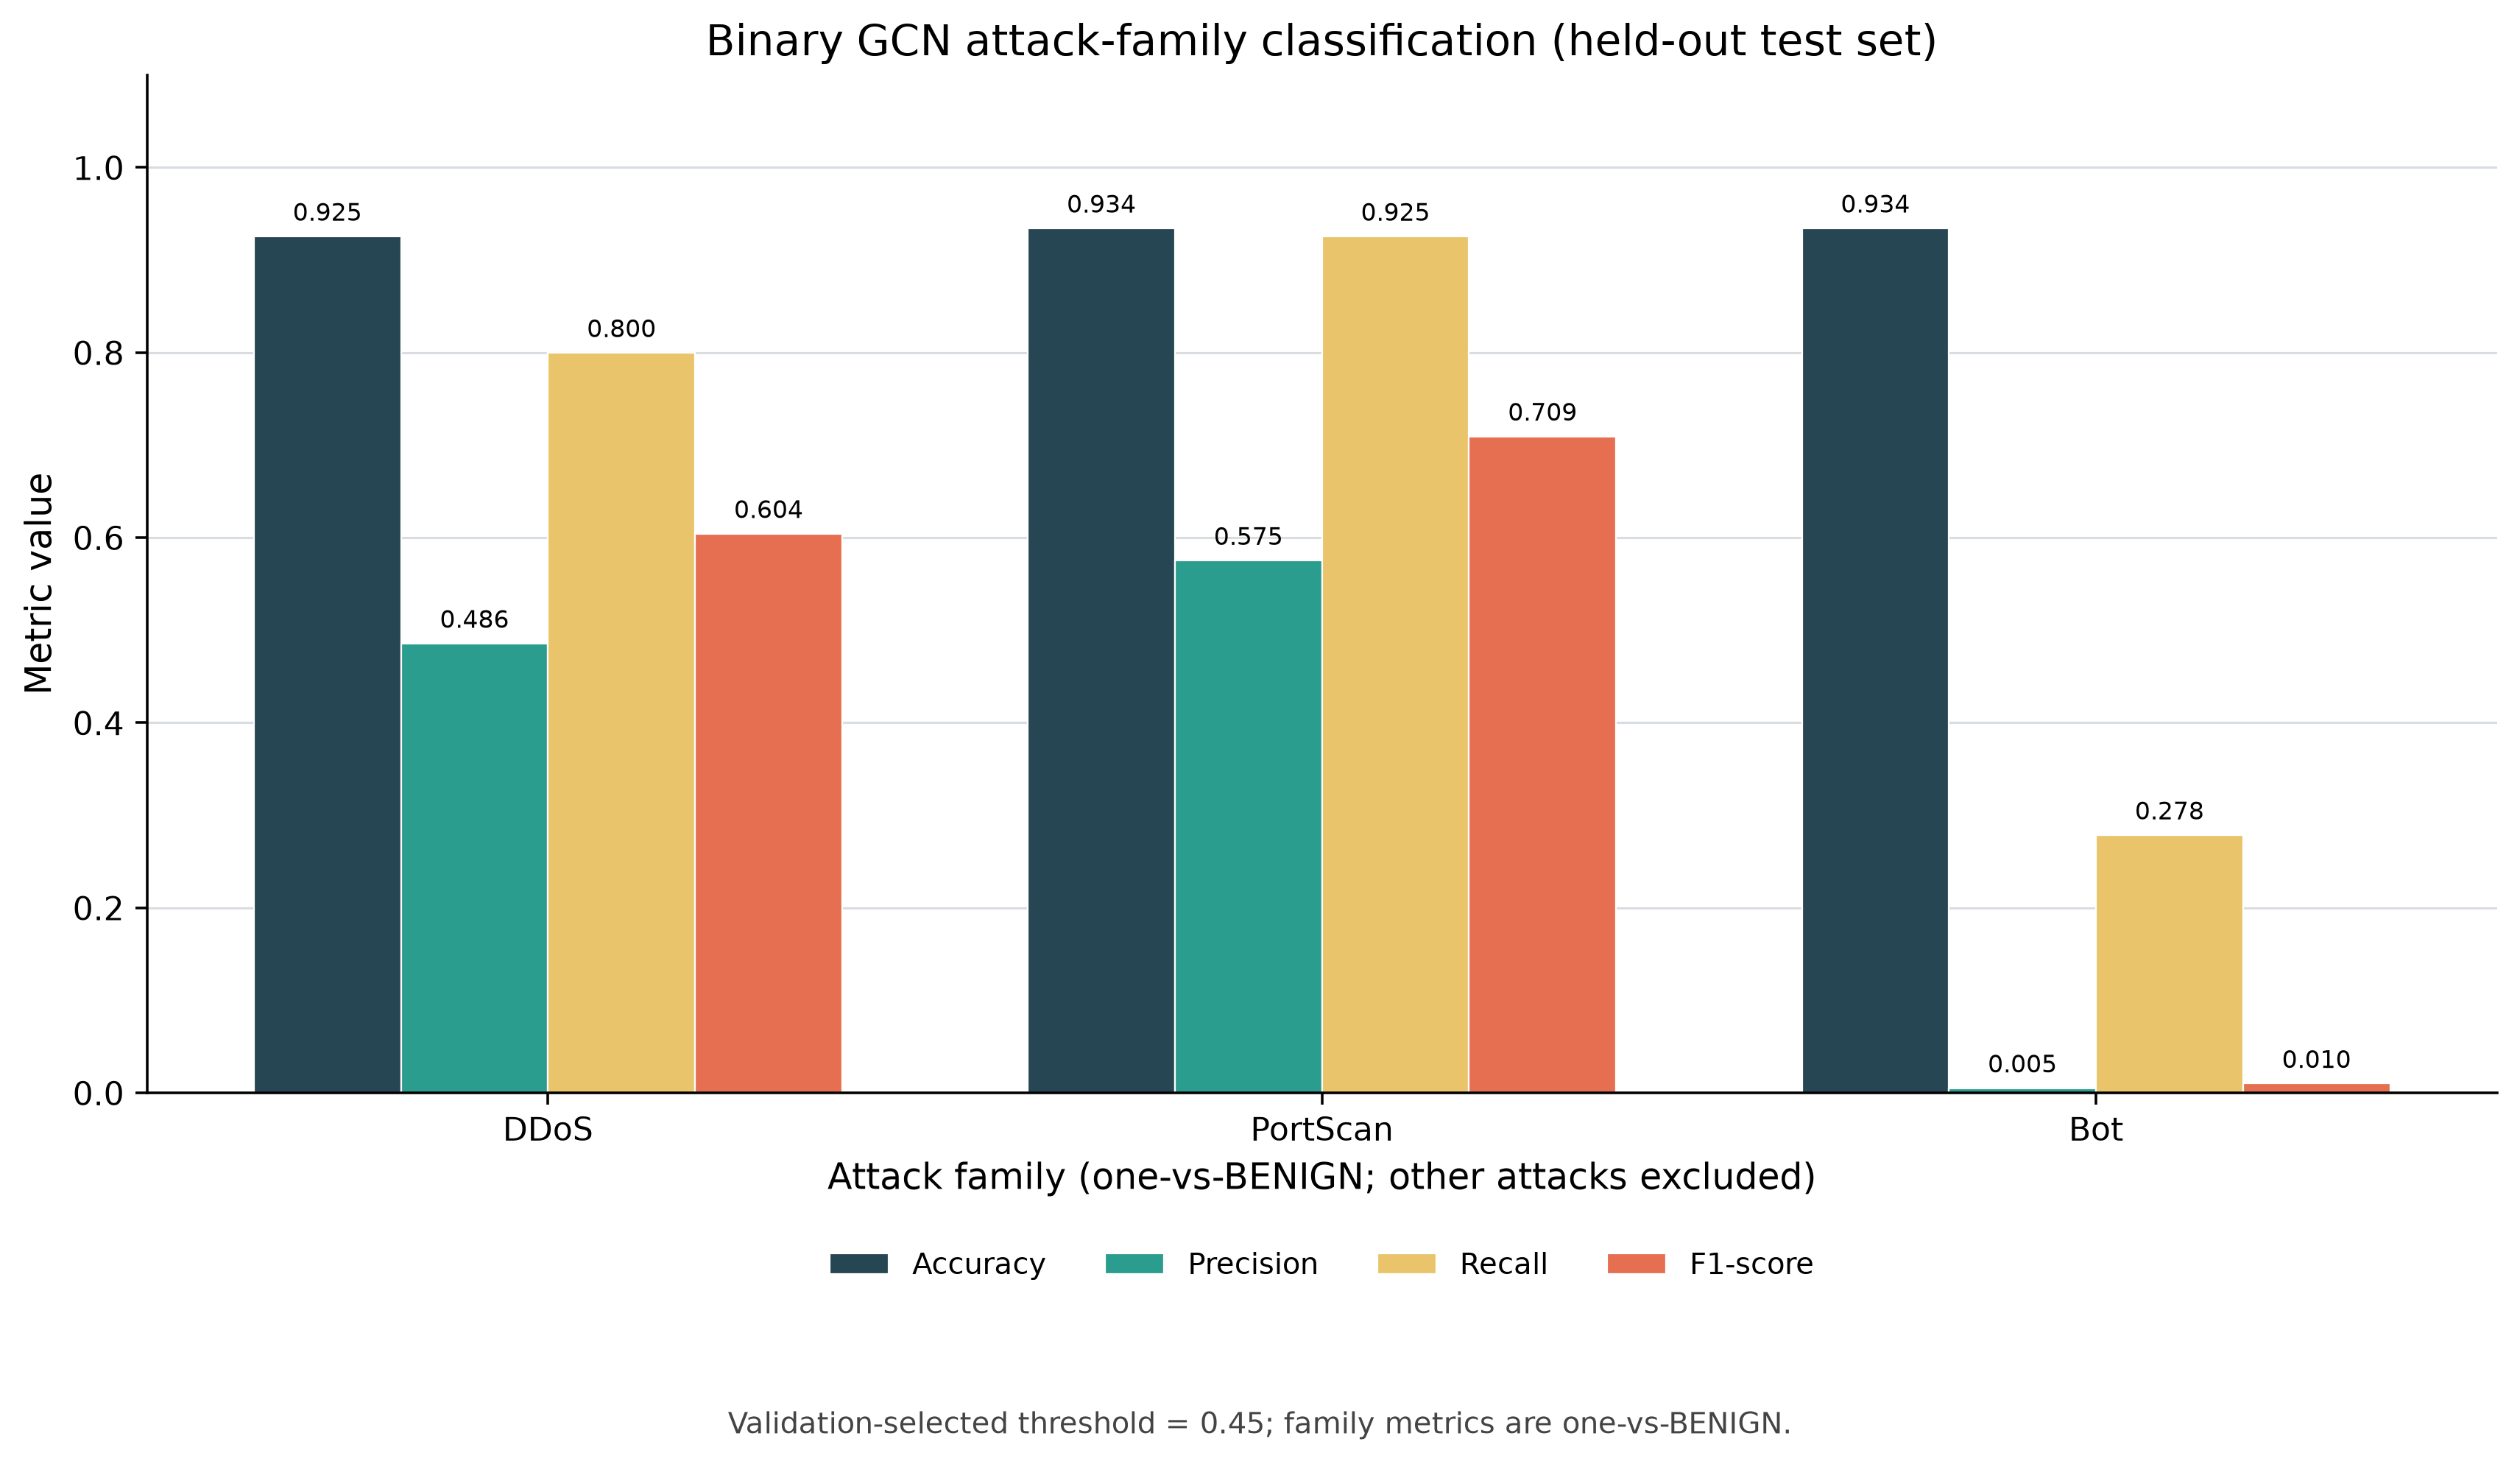 Binary GCN attack-family classification (held-out test set)
Metric value
1.0
0.8
0.6
0.4
0.2
0.0
0.925
0.486
0.800
0.604
0.934
0.575
0.925
0.709
0.934
0.005
0.278
0.010
DDoS
PortScan
Bot
Attack family (one-vs-BENIGN; other attacks excluded)
Accuracy
Precision
Recall
F1-score
Validation-selected threshold = 0.45; family metrics are one-vs-BENIGN.